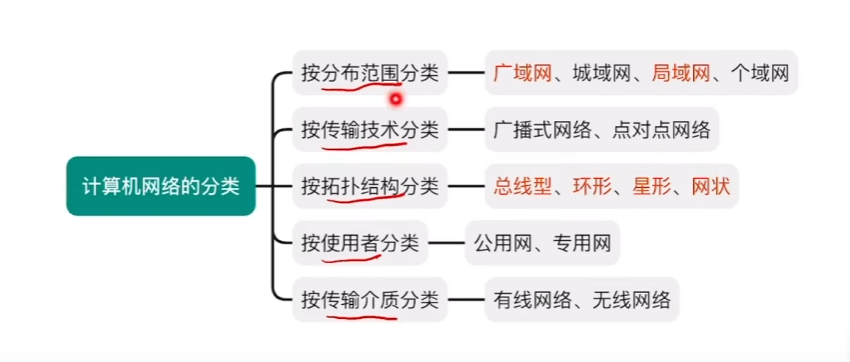 按分布范围分类
广域网、城域网、局域网、个域网
按传输技术分类
广播式网络、点对点网络
计算机网络的分类
按拓扑结构分类
总线型、环形、星形、网状
按使用者分类
公用网、专用网
按传输介质分类
有线网络、无线网络